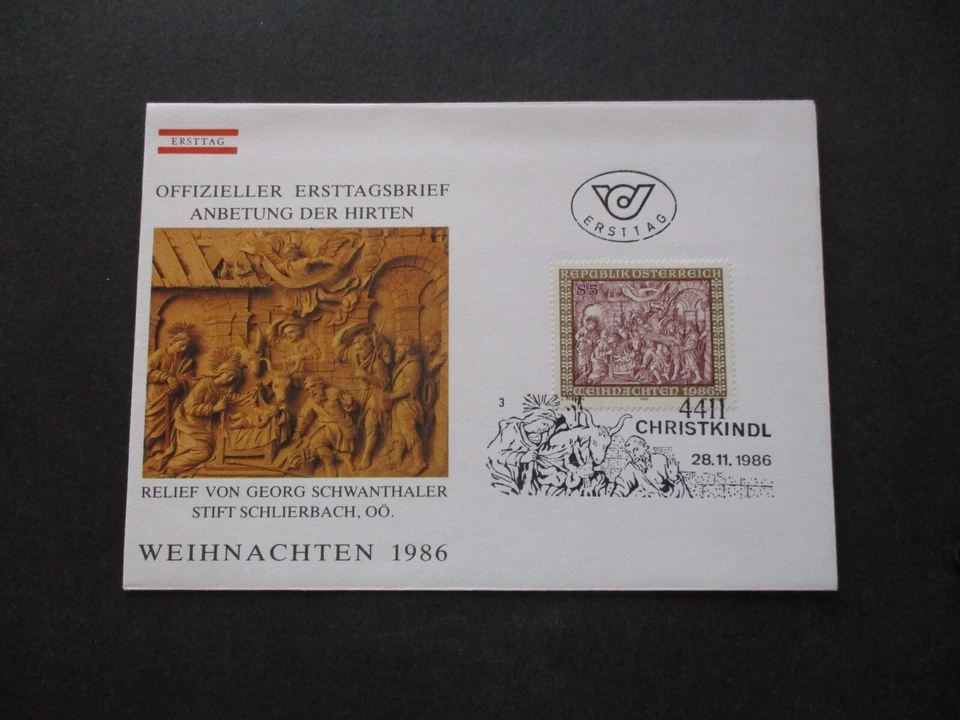 ERSTTAG
OFFIZIELLER ERSTTAGSBRIEF
ANBETUNG DER HIRTEN
RELIEF VON GEORG SCHWANTHALER
STIFT SCHLIERBACH, OÖ.
WEIHNACHTEN 1986
ERSTTAG
REPUBLIK ÖSTERREICH
S5
WEIHNACHTEN 1986
3
4411
CHRISTKINDL
28.11.1986